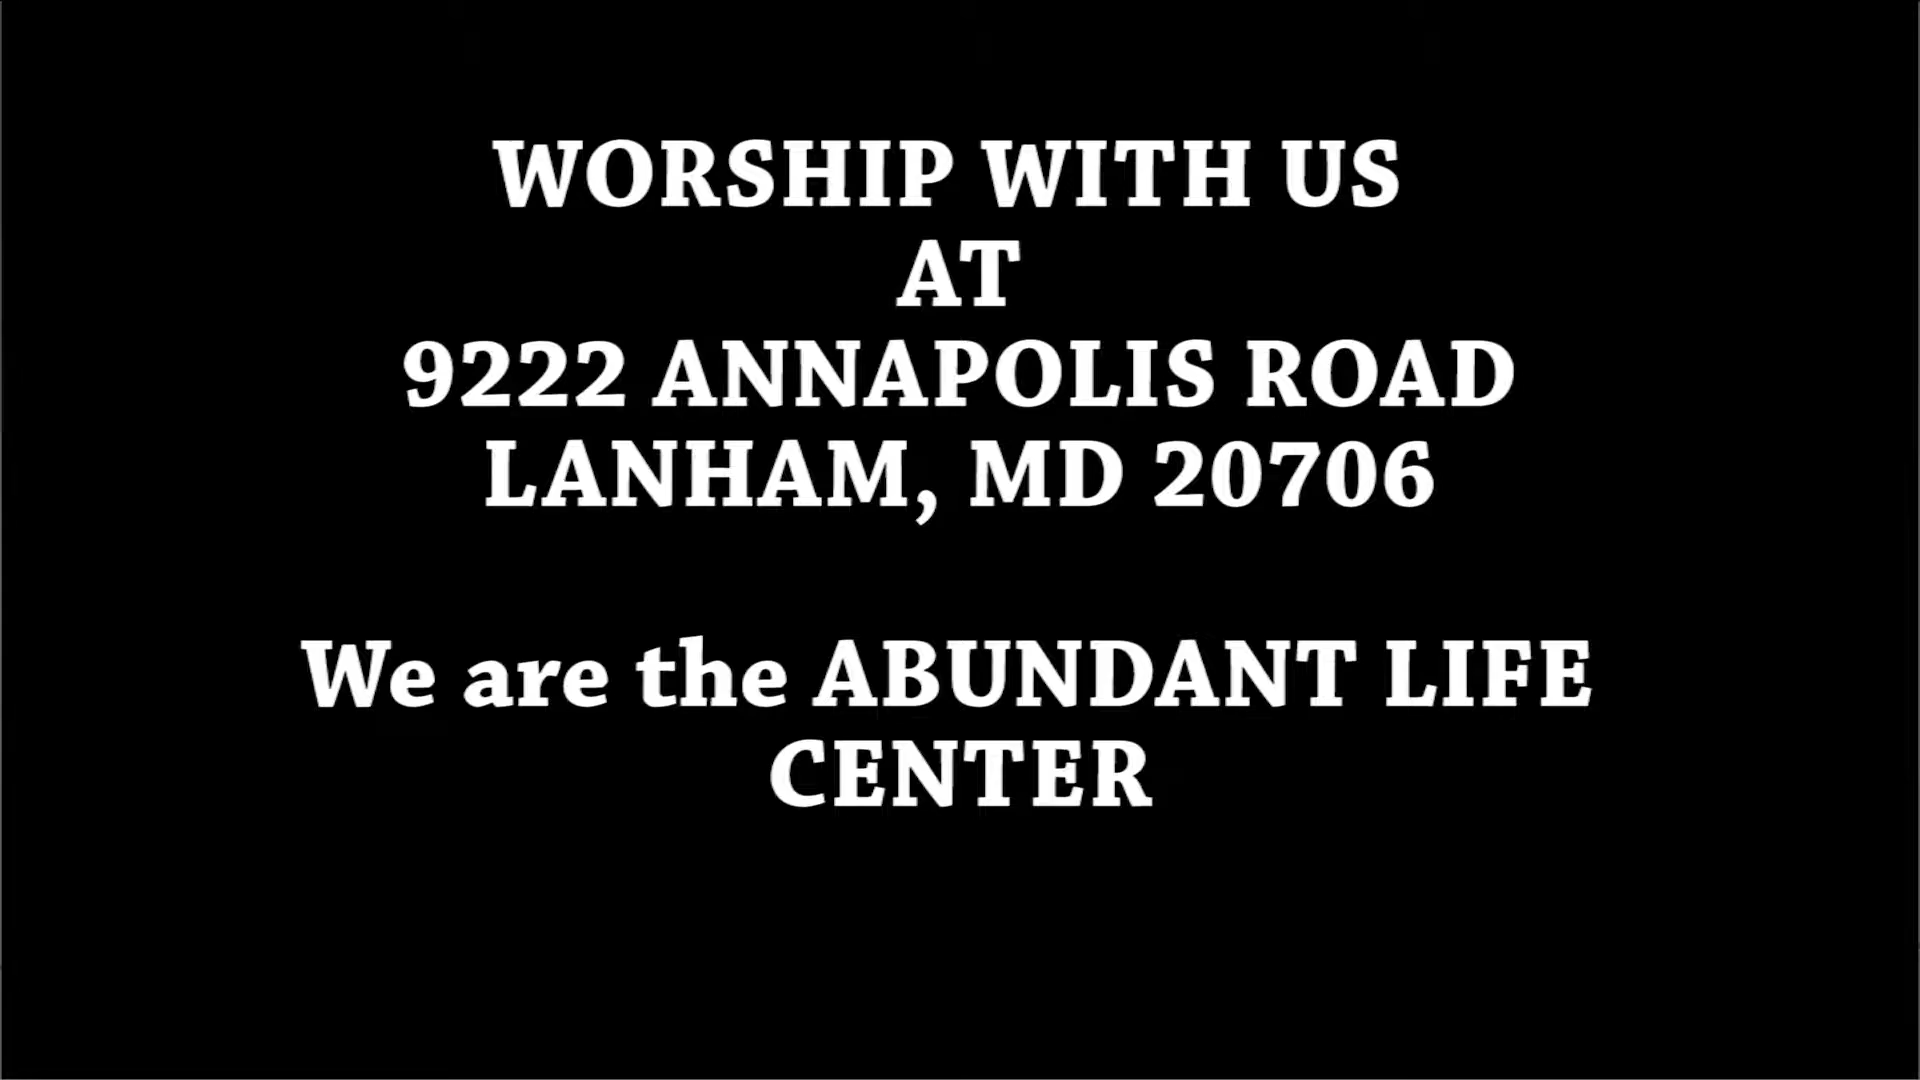 WORSHIP WITH US
AT
9222 ANNAPOLIS ROAD
LANHAM, MD 20706
We are the ABUNDANT LIFE
CENTER